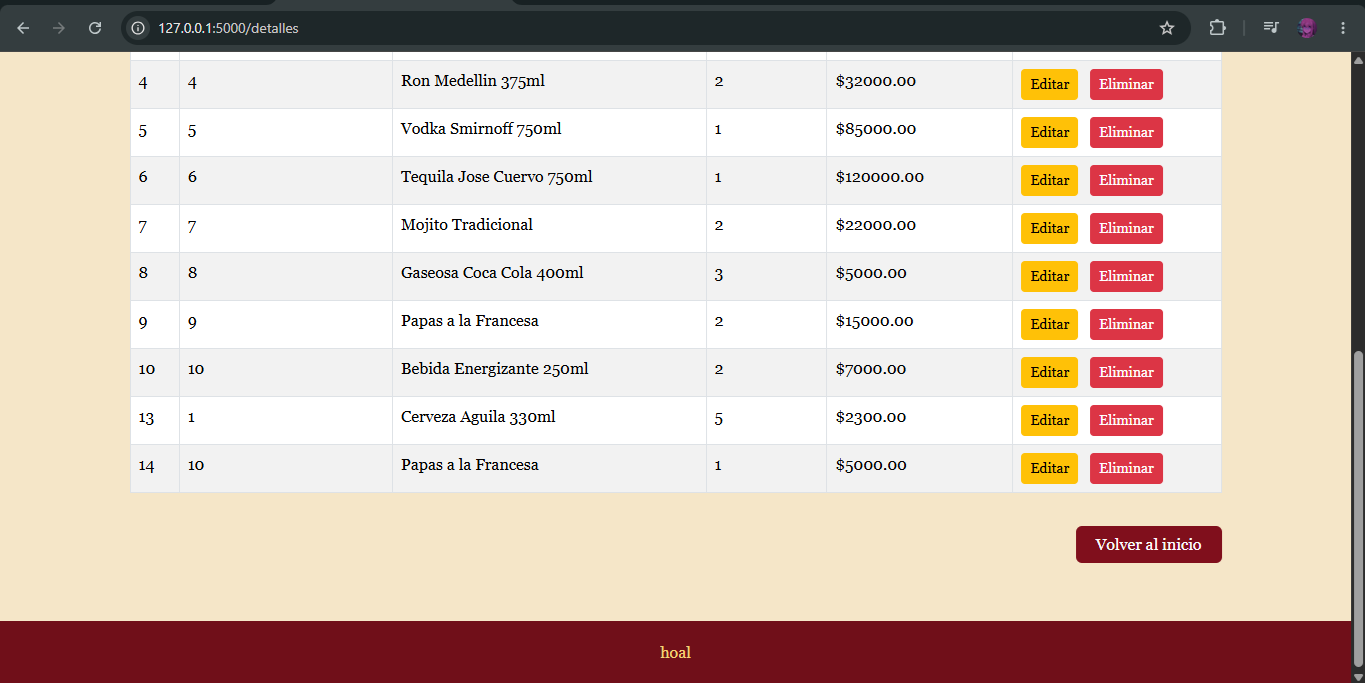 127.0.0.1:5000/detalles
4 4 Ron Medellin 375ml 2 $32000.00 Editar Eliminar
5 5 Vodka Smirnoff 750ml 1 $85000.00 Editar Eliminar
6 6 Tequila Jose Cuervo 750ml 1 $120000.00 Editar Eliminar
7 7 Mojito Tradicional 2 $22000.00 Editar Eliminar
8 8 Gaseosa Coca Cola 400ml 3 $5000.00 Editar Eliminar
9 9 Papas a la Francesa 2 $15000.00 Editar Eliminar
10 10 Bebida Energizante 250ml 2 $7000.00 Editar Eliminar
13 1 Cerveza Aguila 330ml 5 $2300.00 Editar Eliminar
14 10 Papas a la Francesa 1 $5000.00 Editar Eliminar
Volver al inicio
hoal